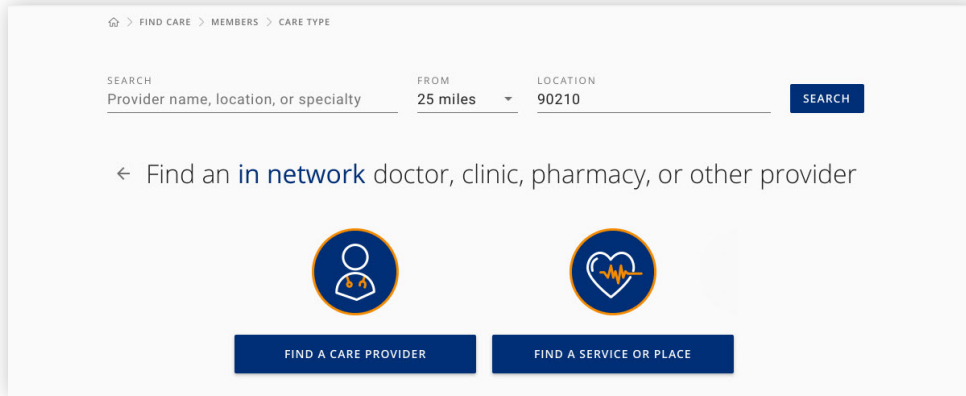 FIND CARE > MEMBERS > CARE TYPE
SEARCH
Provider name, location, or specialty
FROM
25 miles
LOCATION
90210
SEARCH
Find an in network doctor, clinic, pharmacy, or other provider
FIND A CARE PROVIDER
FIND A SERVICE OR PLACE